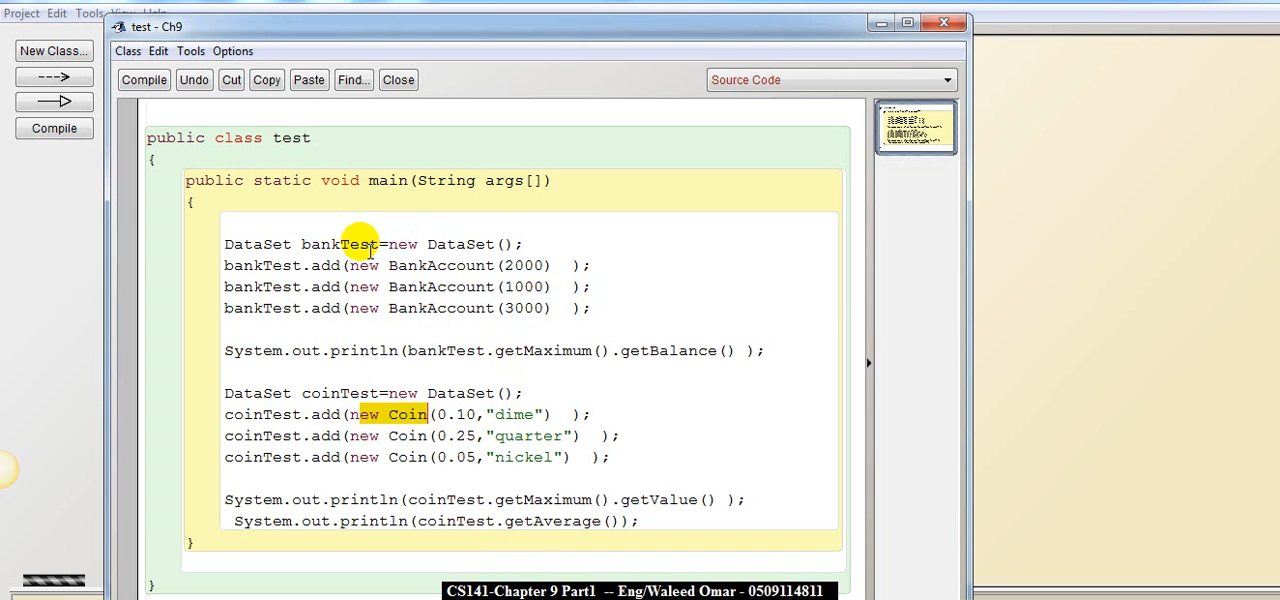 Project Edit Tools View Help
test - Ch9
New Class...
Class Edit Tools Options
Compile Undo Cut Copy Paste Find... Close
Source Code
Compile
public class test
{
public static void main(String args[])
{
DataSet bankTest=new DataSet();
bankTest.add(new BankAccount(2000)  );
bankTest.add(new BankAccount(1000)  );
bankTest.add(new BankAccount(3000)  );
System.out.println(bankTest.getMaximum().getBalance() );
DataSet coinTest=new DataSet();
coinTest.add(new Coin(0.10,"dime")  );
coinTest.add(new Coin(0.25,"quarter")  );
coinTest.add(new Coin(0.05,"nickel")  );
System.out.println(coinTest.getMaximum().getValue() );
System.out.println(coinTest.getAverage());
}
}
CS141-Chapter 9 Part1  -- Eng/Waleed Omar - 0509114811